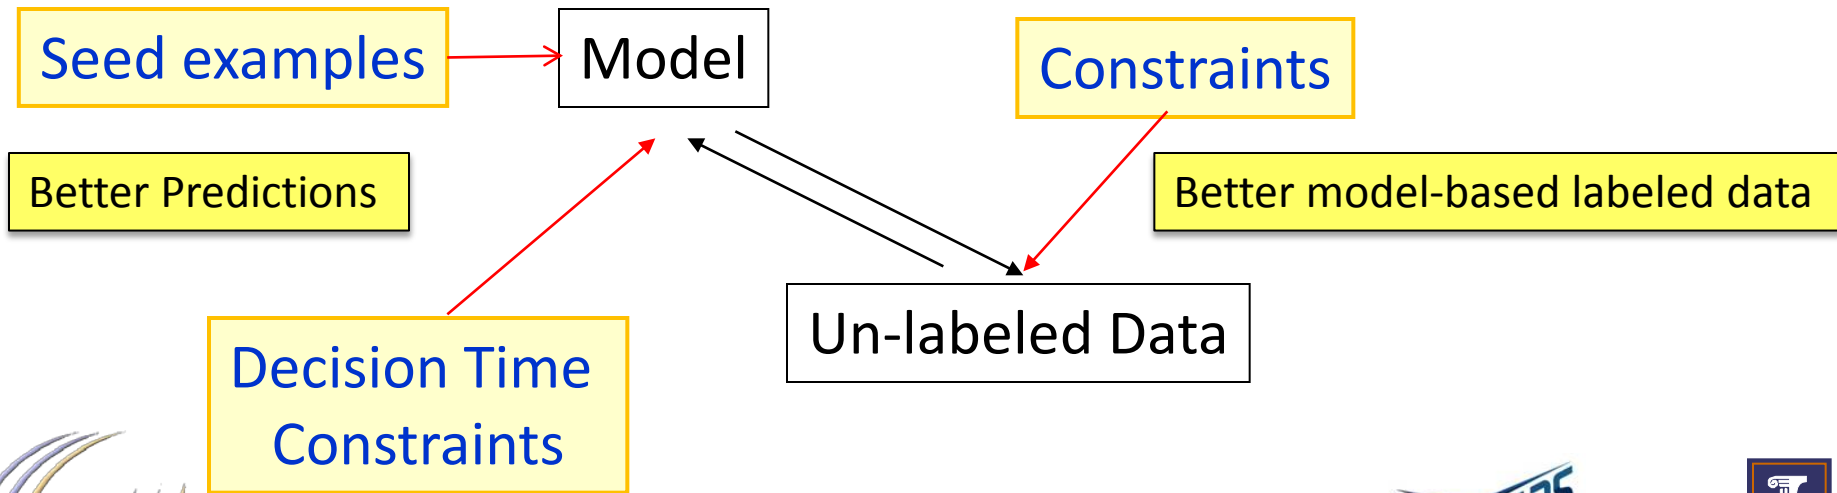 Seed examples
Model
Constraints
Better Predictions
Better model-based labeled data
Un-labeled Data
Decision Time
Constraints